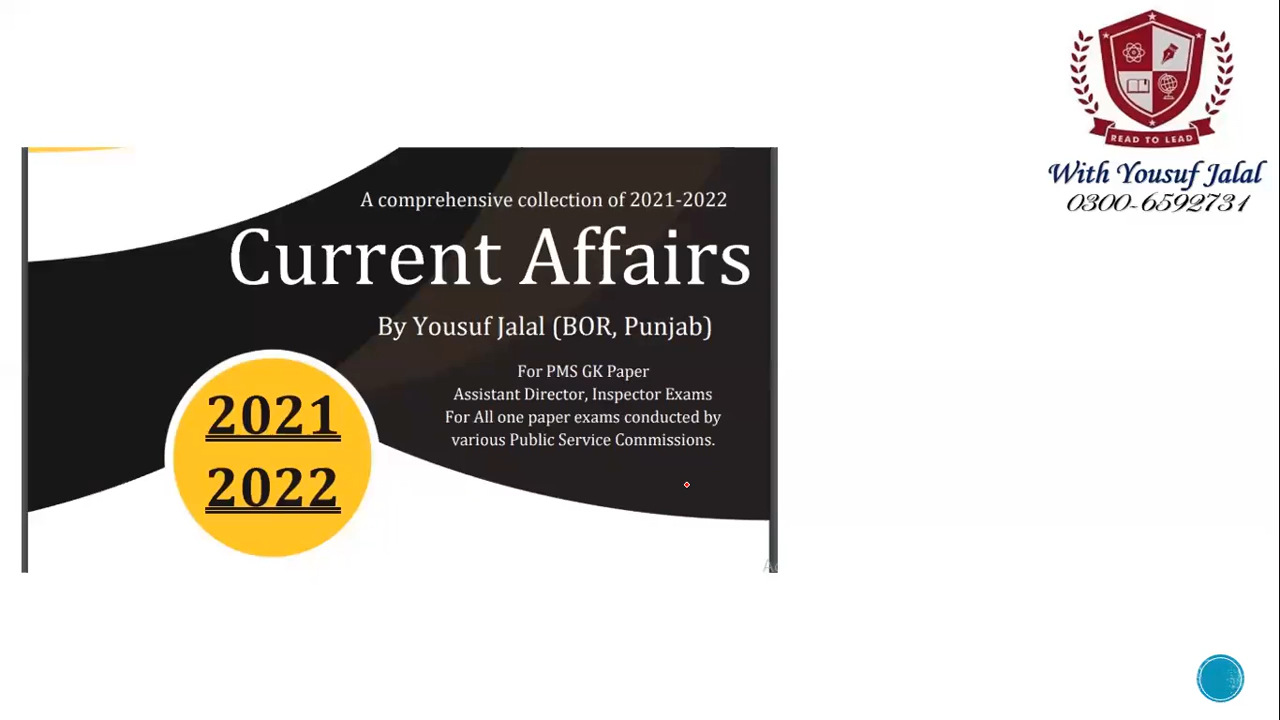 READ TO LEAD
With Yousuf Jalal
0300-6592731
A comprehensive collection of 2021-2022
Current Affairs
By Yousuf Jalal (BOR, Punjab)
For PMS GK Paper
Assistant Director, Inspector Exams
For All one paper exams conducted by
various Public Service Commissions.
2021
2022